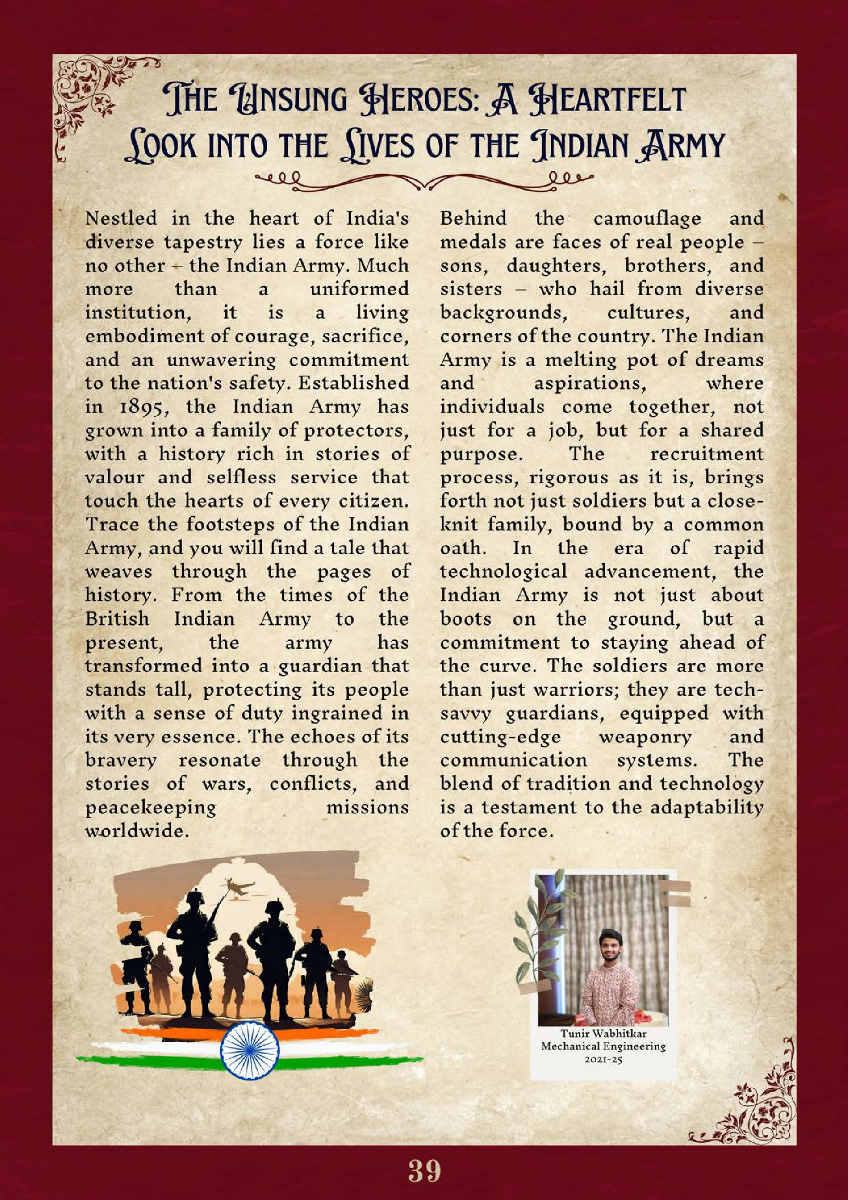 The Unsung Heroes: A Heartfelt
Look into the Lives of the Indian Army
Nestled in the heart of India's
diverse tapestry lies a force like
no other – the Indian Army. Much
more than a uniformed
institution, it is a living
embodiment of courage, sacrifice,
and an unwavering commitment
to the nation's safety. Established
in 1895, the Indian Army has
grown into a family of protectors,
with a history rich in stories of
valour and selfless service that
touch the hearts of every citizen.
Trace the footsteps of the Indian
Army, and you will find a tale that
weaves through the pages of
history. From the times of the
British Indian Army to the
present, the army has
transformed into a guardian that
stands tall, protecting its people
with a sense of duty ingrained in
its very essence. The echoes of its
bravery resonate through the
stories of wars, conflicts, and
peacekeeping missions
worldwide.
Behind the camouflage and
medals are faces of real people –
sons, daughters, brothers, and
sisters – who hail from diverse
backgrounds, cultures, and
corners of the country. The Indian
Army is a melting pot of dreams
and aspirations, where
individuals come together, not
just for a job, but for a shared
purpose. The recruitment
process, rigorous as it is, brings
forth not just soldiers but a close-
knit family, bound by a common
oath. In the era of rapid
technological advancement, the
Indian Army is not just about
boots on the ground, but a
commitment to staying ahead of
the curve. The soldiers are more
than just warriors; they are tech-
savvy guardians, equipped with
cutting-edge weaponry and
communication systems. The
blend of tradition and technology
is a testament to the adaptability
of the force.
Tunir Wabhitkar
Mechanical Engineering
2021-25
39